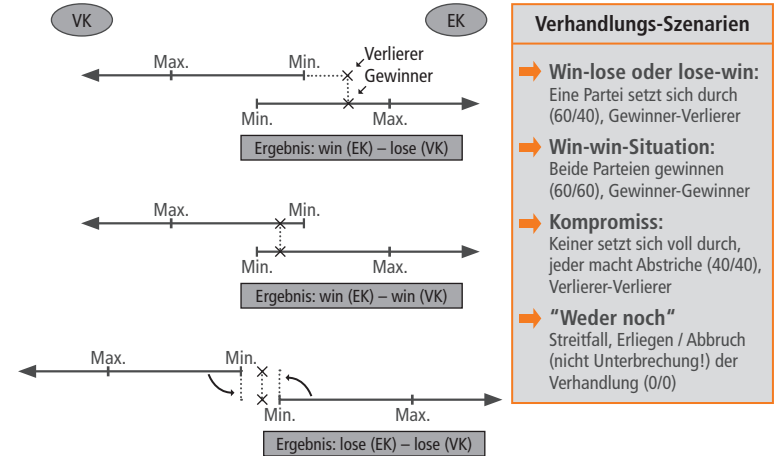 VK
EK
Max.
Min.
Verlierer
Gewinner
Min.
Max.
Ergebnis: win (EK) – lose (VK)
Max.
Min.
Min.
Max.
Ergebnis: win (EK) – win (VK)
Max.
Min.
Min.
Max.
Ergebnis: lose (EK) – lose (VK)
Verhandlungs-Szenarien
Win-lose oder lose-win:
Eine Partei setzt sich durch
(60/40), Gewinner-Verlierer
Win-win-Situation:
Beide Parteien gewinnen
(60/60), Gewinner-Gewinner
Kompromiss:
Keiner setzt sich voll durch,
jeder macht Abstriche (40/40),
Verlierer-Verlierer
“Weder noch“
Streitfall, Erliegen / Abbruch
(nicht Unterbrechung!) der
Verhandlung (0/0)